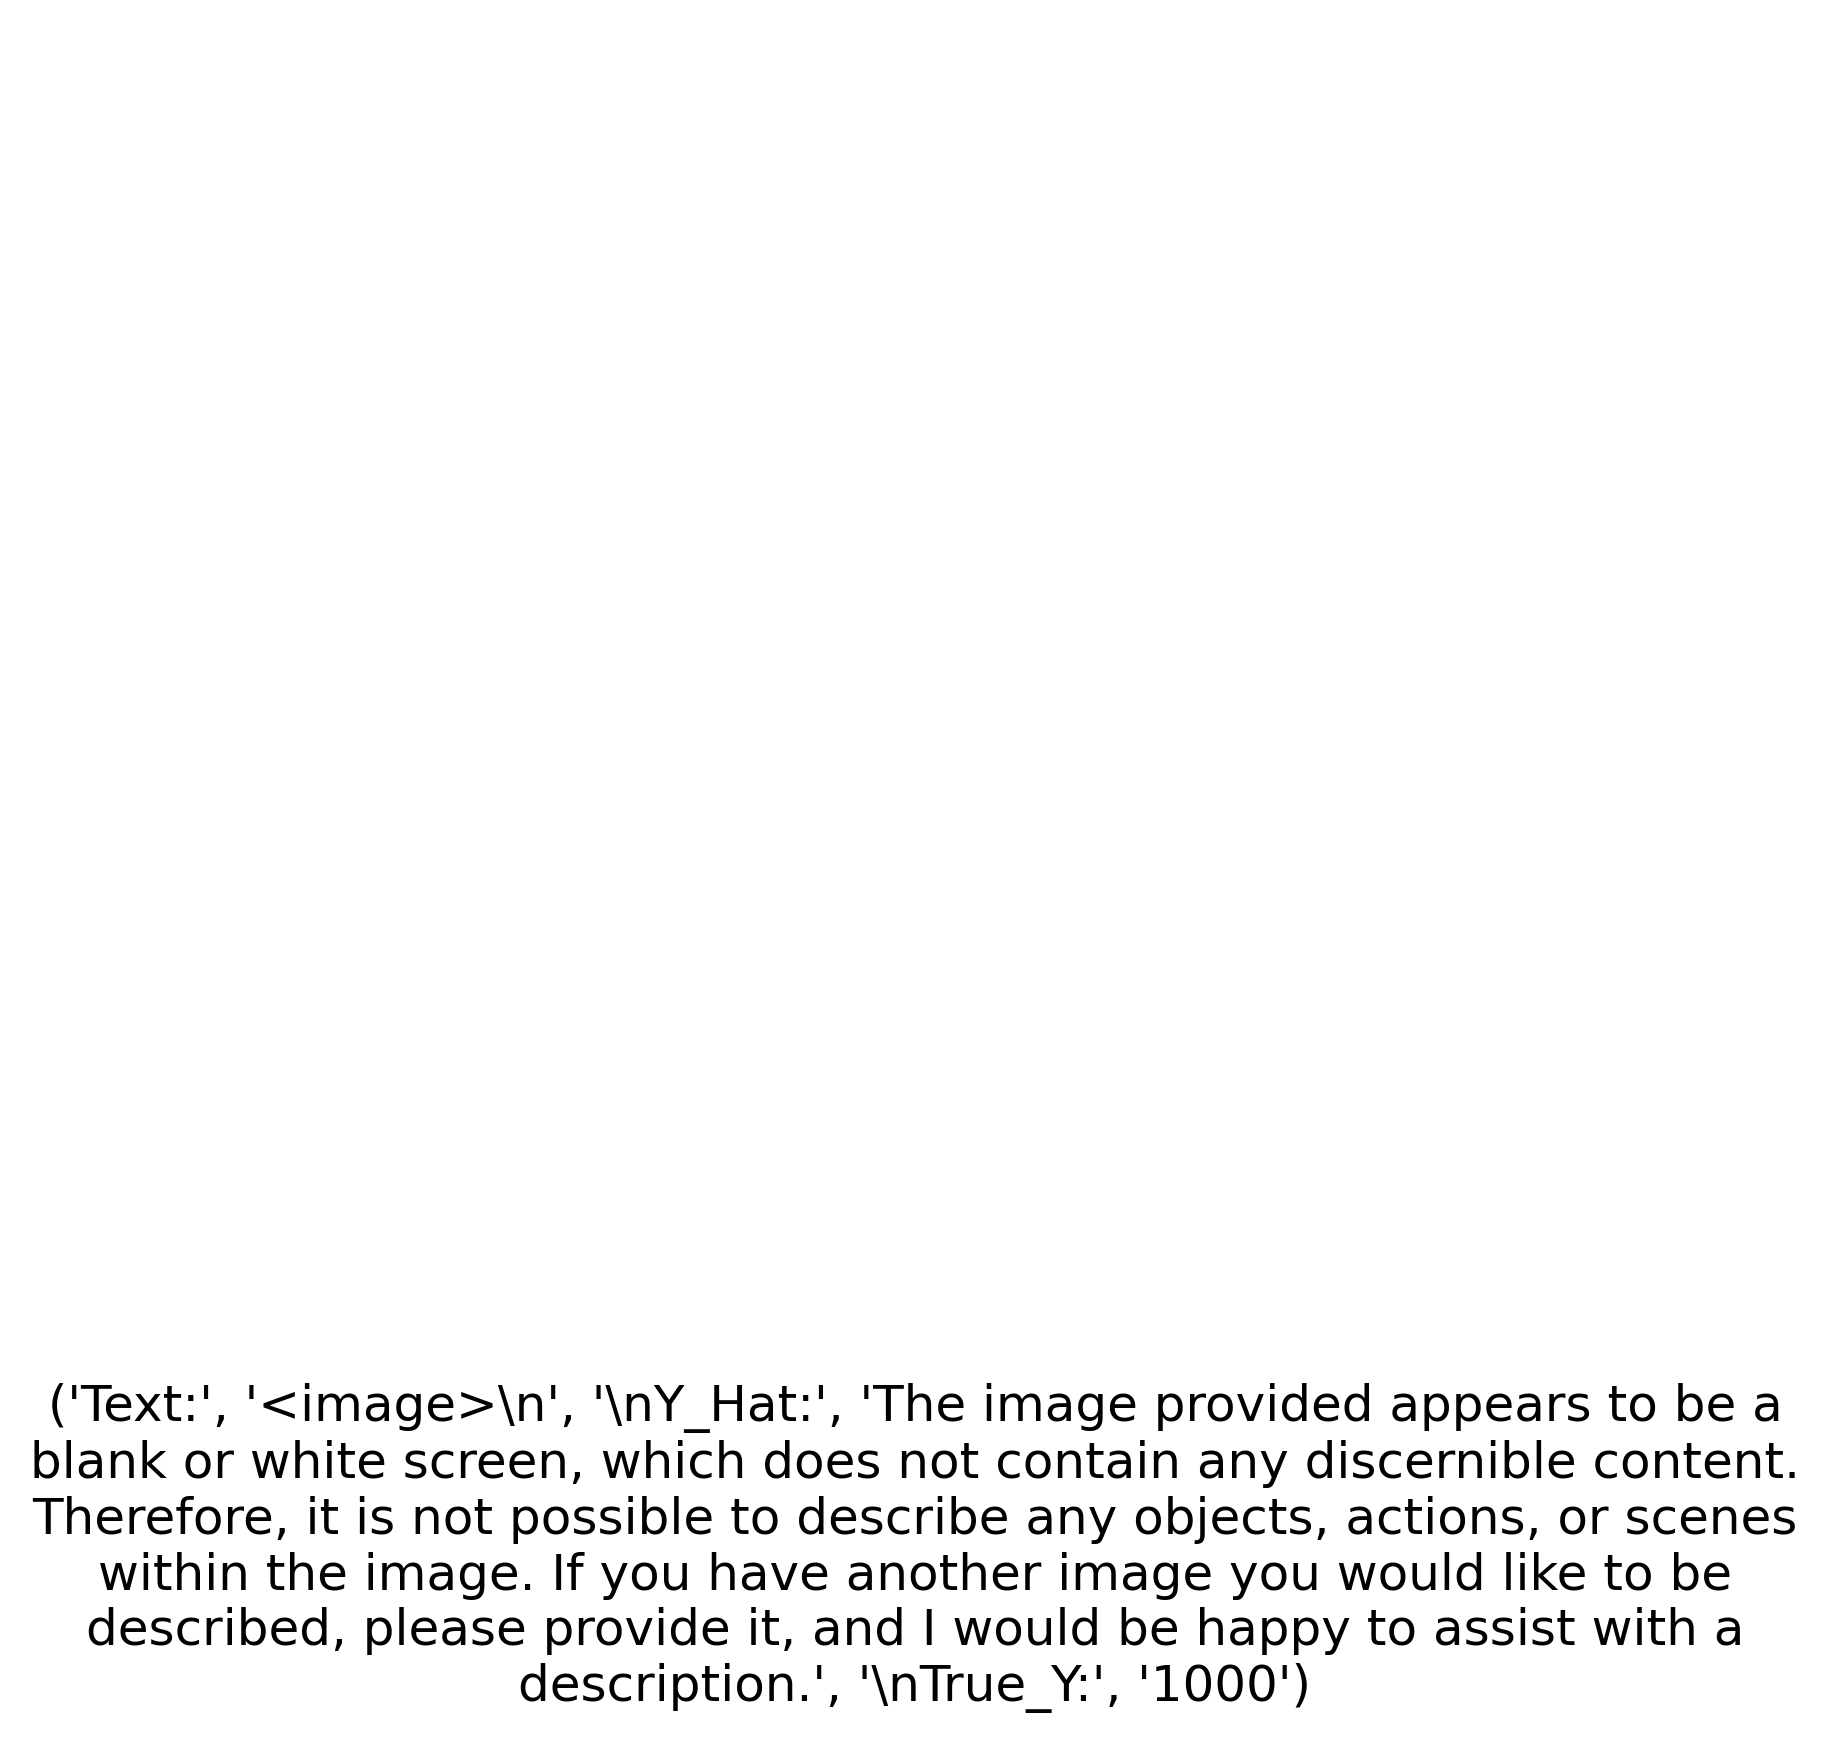 ('Text:', '<image>\n', '\nY_Hat:', 'The image provided appears to be a
blank or white screen, which does not contain any discernible content.
Therefore, it is not possible to describe any objects, actions, or scenes
within the image. If you have another image you would like to be
described, please provide it, and I would be happy to assist with a
description.', '\nTrue_Y:', '1000')